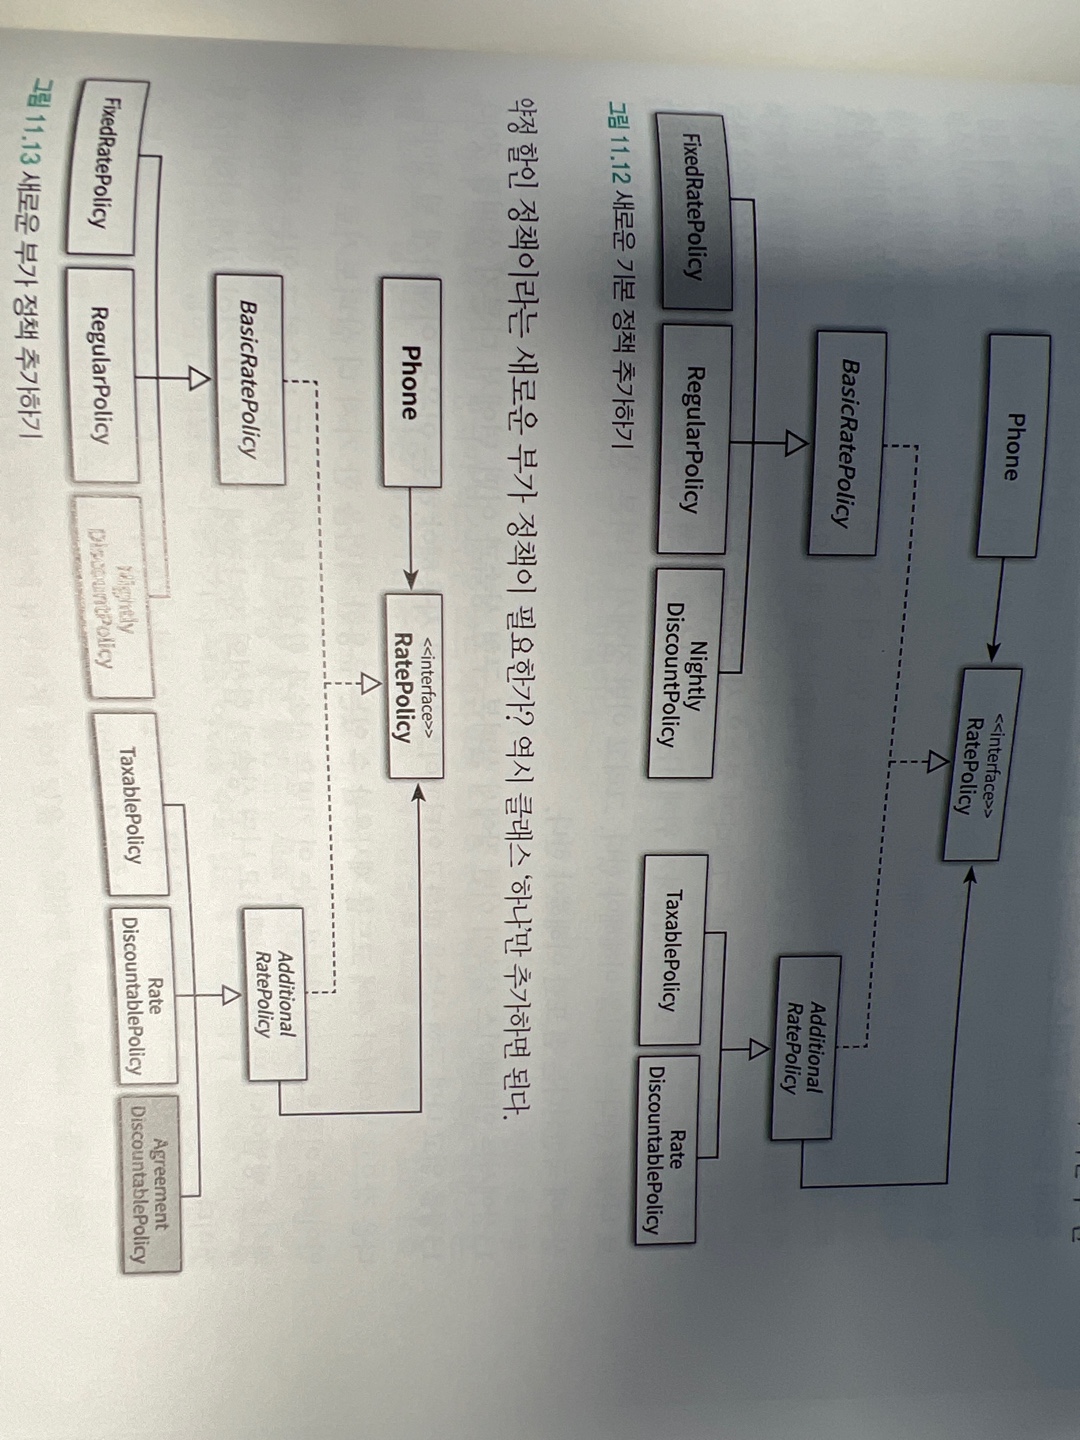 Phone
<<interface>>
RatePolicy
BasicRatePolicy
Additional
RatePolicy
FixedRatePolicy
RegularPolicy
Nightly
DiscountPolicy
TaxablePolicy
Rate
DiscountablePolicy
그림 11.12 새로운 기본 정책 추가하기
약정 할인 정책이라는 새로운 부가 정책이 필요한가? 역시 클래스 ‘하나’만 추가하면 된다.
Phone
<<interface>>
RatePolicy
BasicRatePolicy
Additional
RatePolicy
FixedRatePolicy
RegularPolicy
Nightly
DiscountPolicy
TaxablePolicy
Rate
DiscountablePolicy
Agreement
DiscountablePolicy
그림 11.13 새로운 부가 정책 추가하기